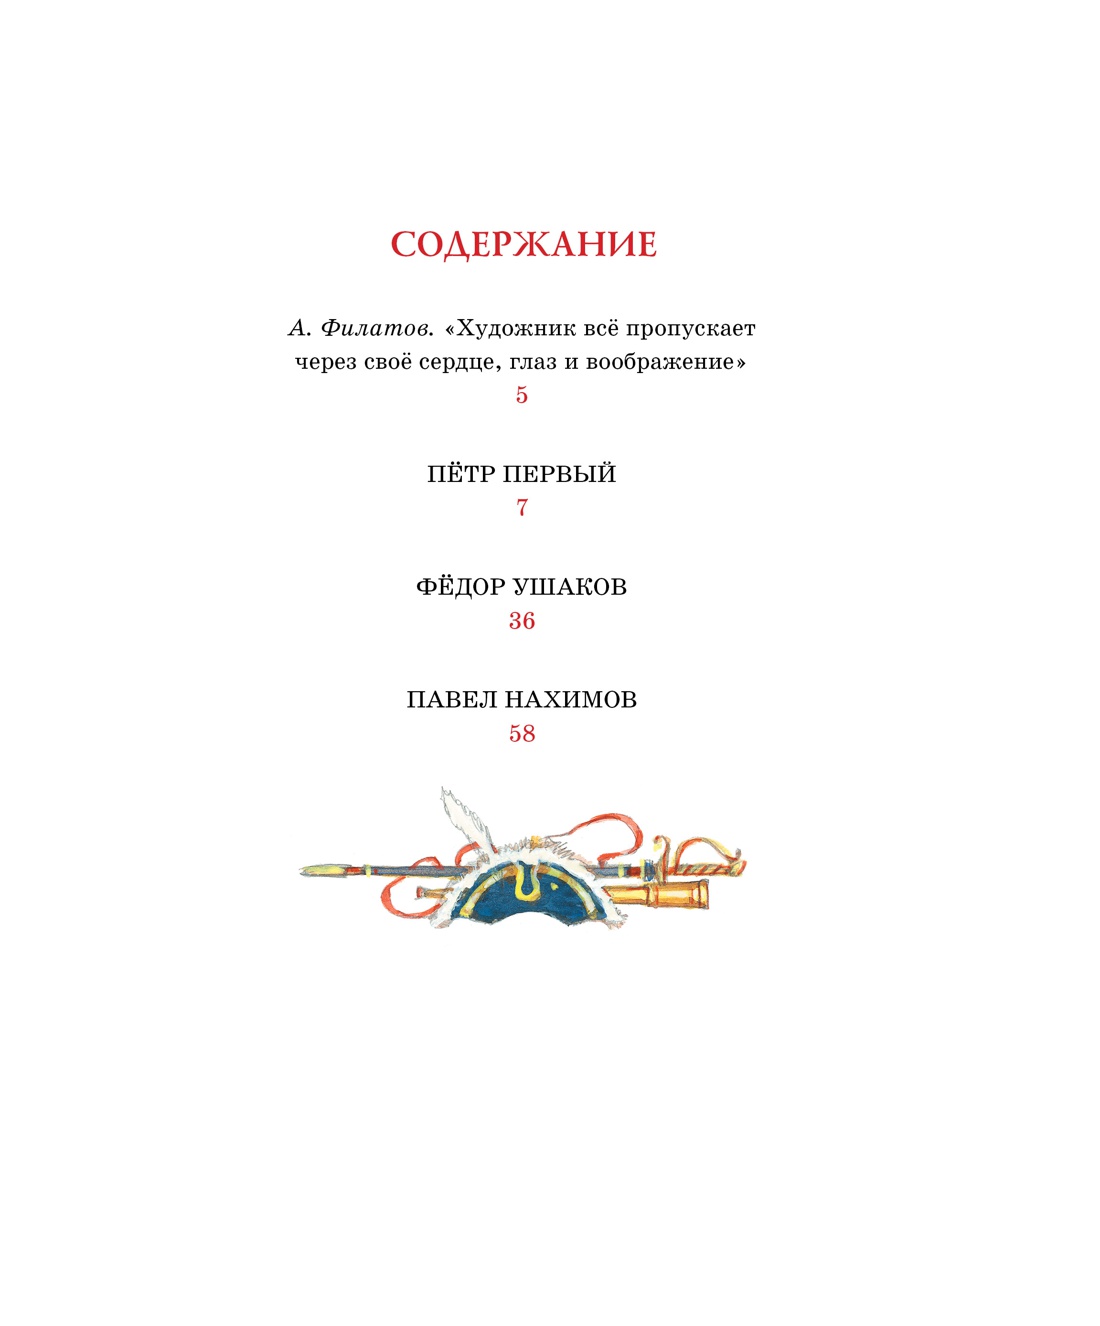 СОДЕРЖАНИЕ
А. Филатов. «Художник всё пропускает
через своё сердце, глаз и воображение»
5
ПЁТР ПЕРВЫЙ
7
ФЁДОР УШАКОВ
36
ПАВЕЛ НАХИМОВ
58